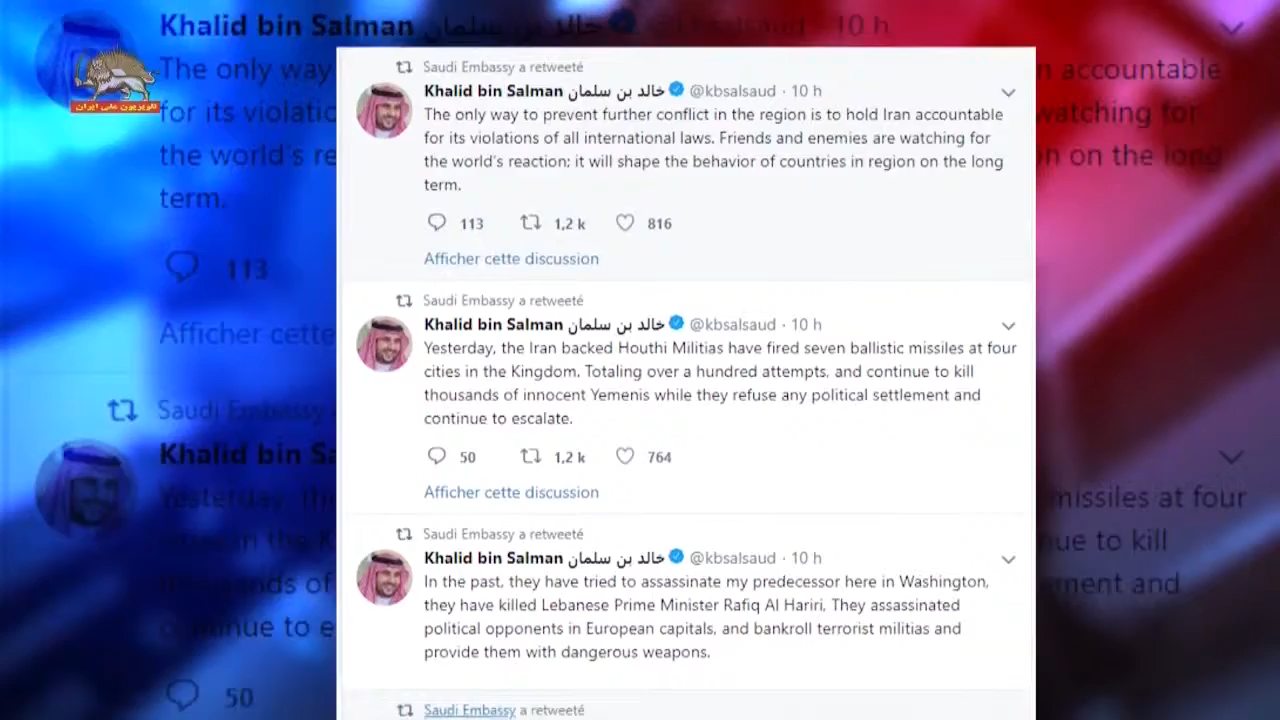 Khalid bin Salman خالد بن سلمان 10 h
The only way n accountable
for its violatio watching for
the world's re n on the long
term.
113
Afficher cette
Saudi Embassy
Khalid bin Sa
Yesterday, the missiles at four
nue to kill
ement and
continue to e
50
تلویزیون ملی ایران
Saudi Embassy a retweeté
Khalid bin Salman خالد بن سلمان @kbsalsaud · 10 h
The only way to prevent further conflict in the region is to hold Iran accountable
for its violations of all international laws. Friends and enemies are watching for
the world's reaction; it will shape the behavior of countries in region on the long
term.
113 1,2 k 816
Afficher cette discussion
Saudi Embassy a retweeté
Khalid bin Salman خالد بن سلمان @kbsalsaud · 10 h
Yesterday, the Iran backed Houthi Militias have fired seven ballistic missiles at four
cities in the Kingdom. Totaling over a hundred attempts, and continue to kill
thousands of innocent Yemenis while they refuse any political settlement and
continue to escalate.
50 1,2 k 764
Afficher cette discussion
Saudi Embassy a retweeté
Khalid bin Salman خالد بن سلمان @kbsalsaud · 10 h
In the past, they have tried to assassinate my predecessor here in Washington,
they have killed Lebanese Prime Minister Rafiq Al Hariri. They assassinated
political opponents in European capitals, and bankroll terrorist militias and
provide them with dangerous weapons.
Saudi Embassy a retweeté